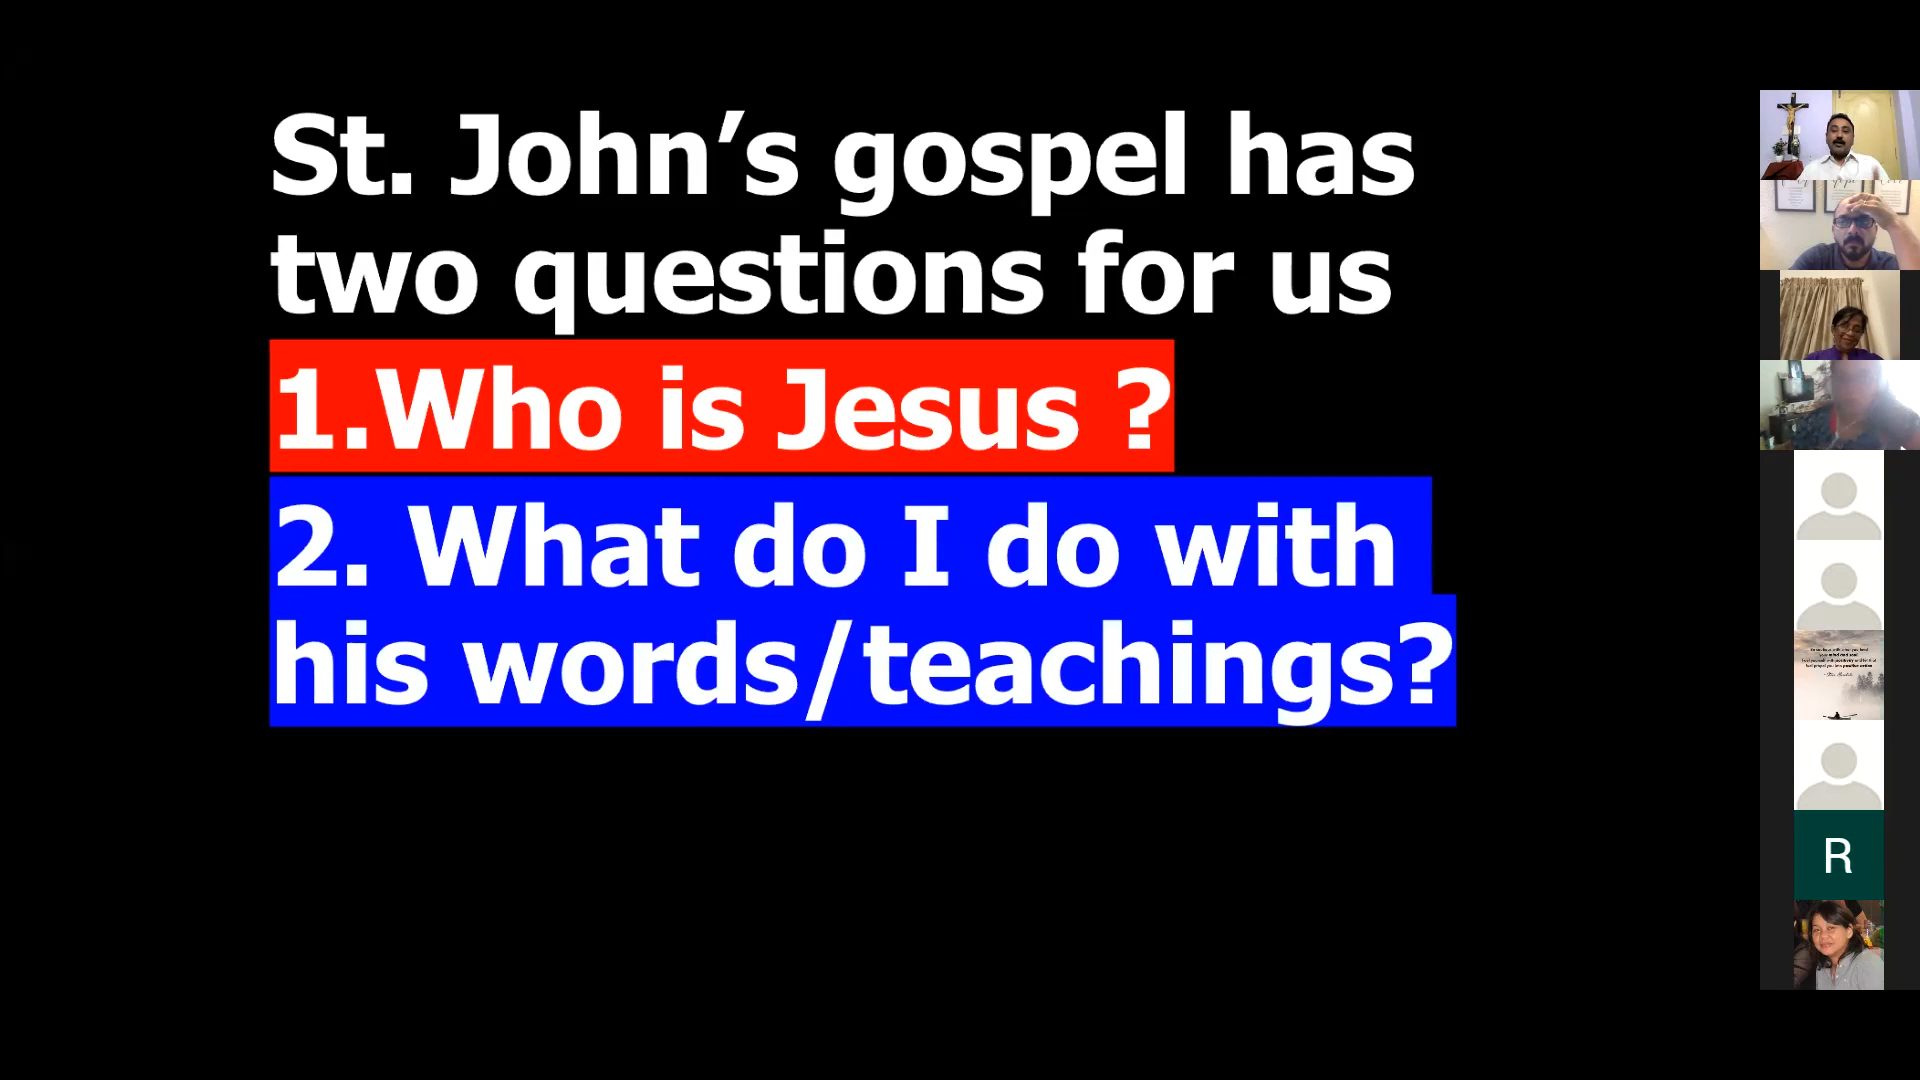 St. John’s gospel has
two questions for us
1.Who is Jesus ?
2. What do I do with
his words/teachings?
R